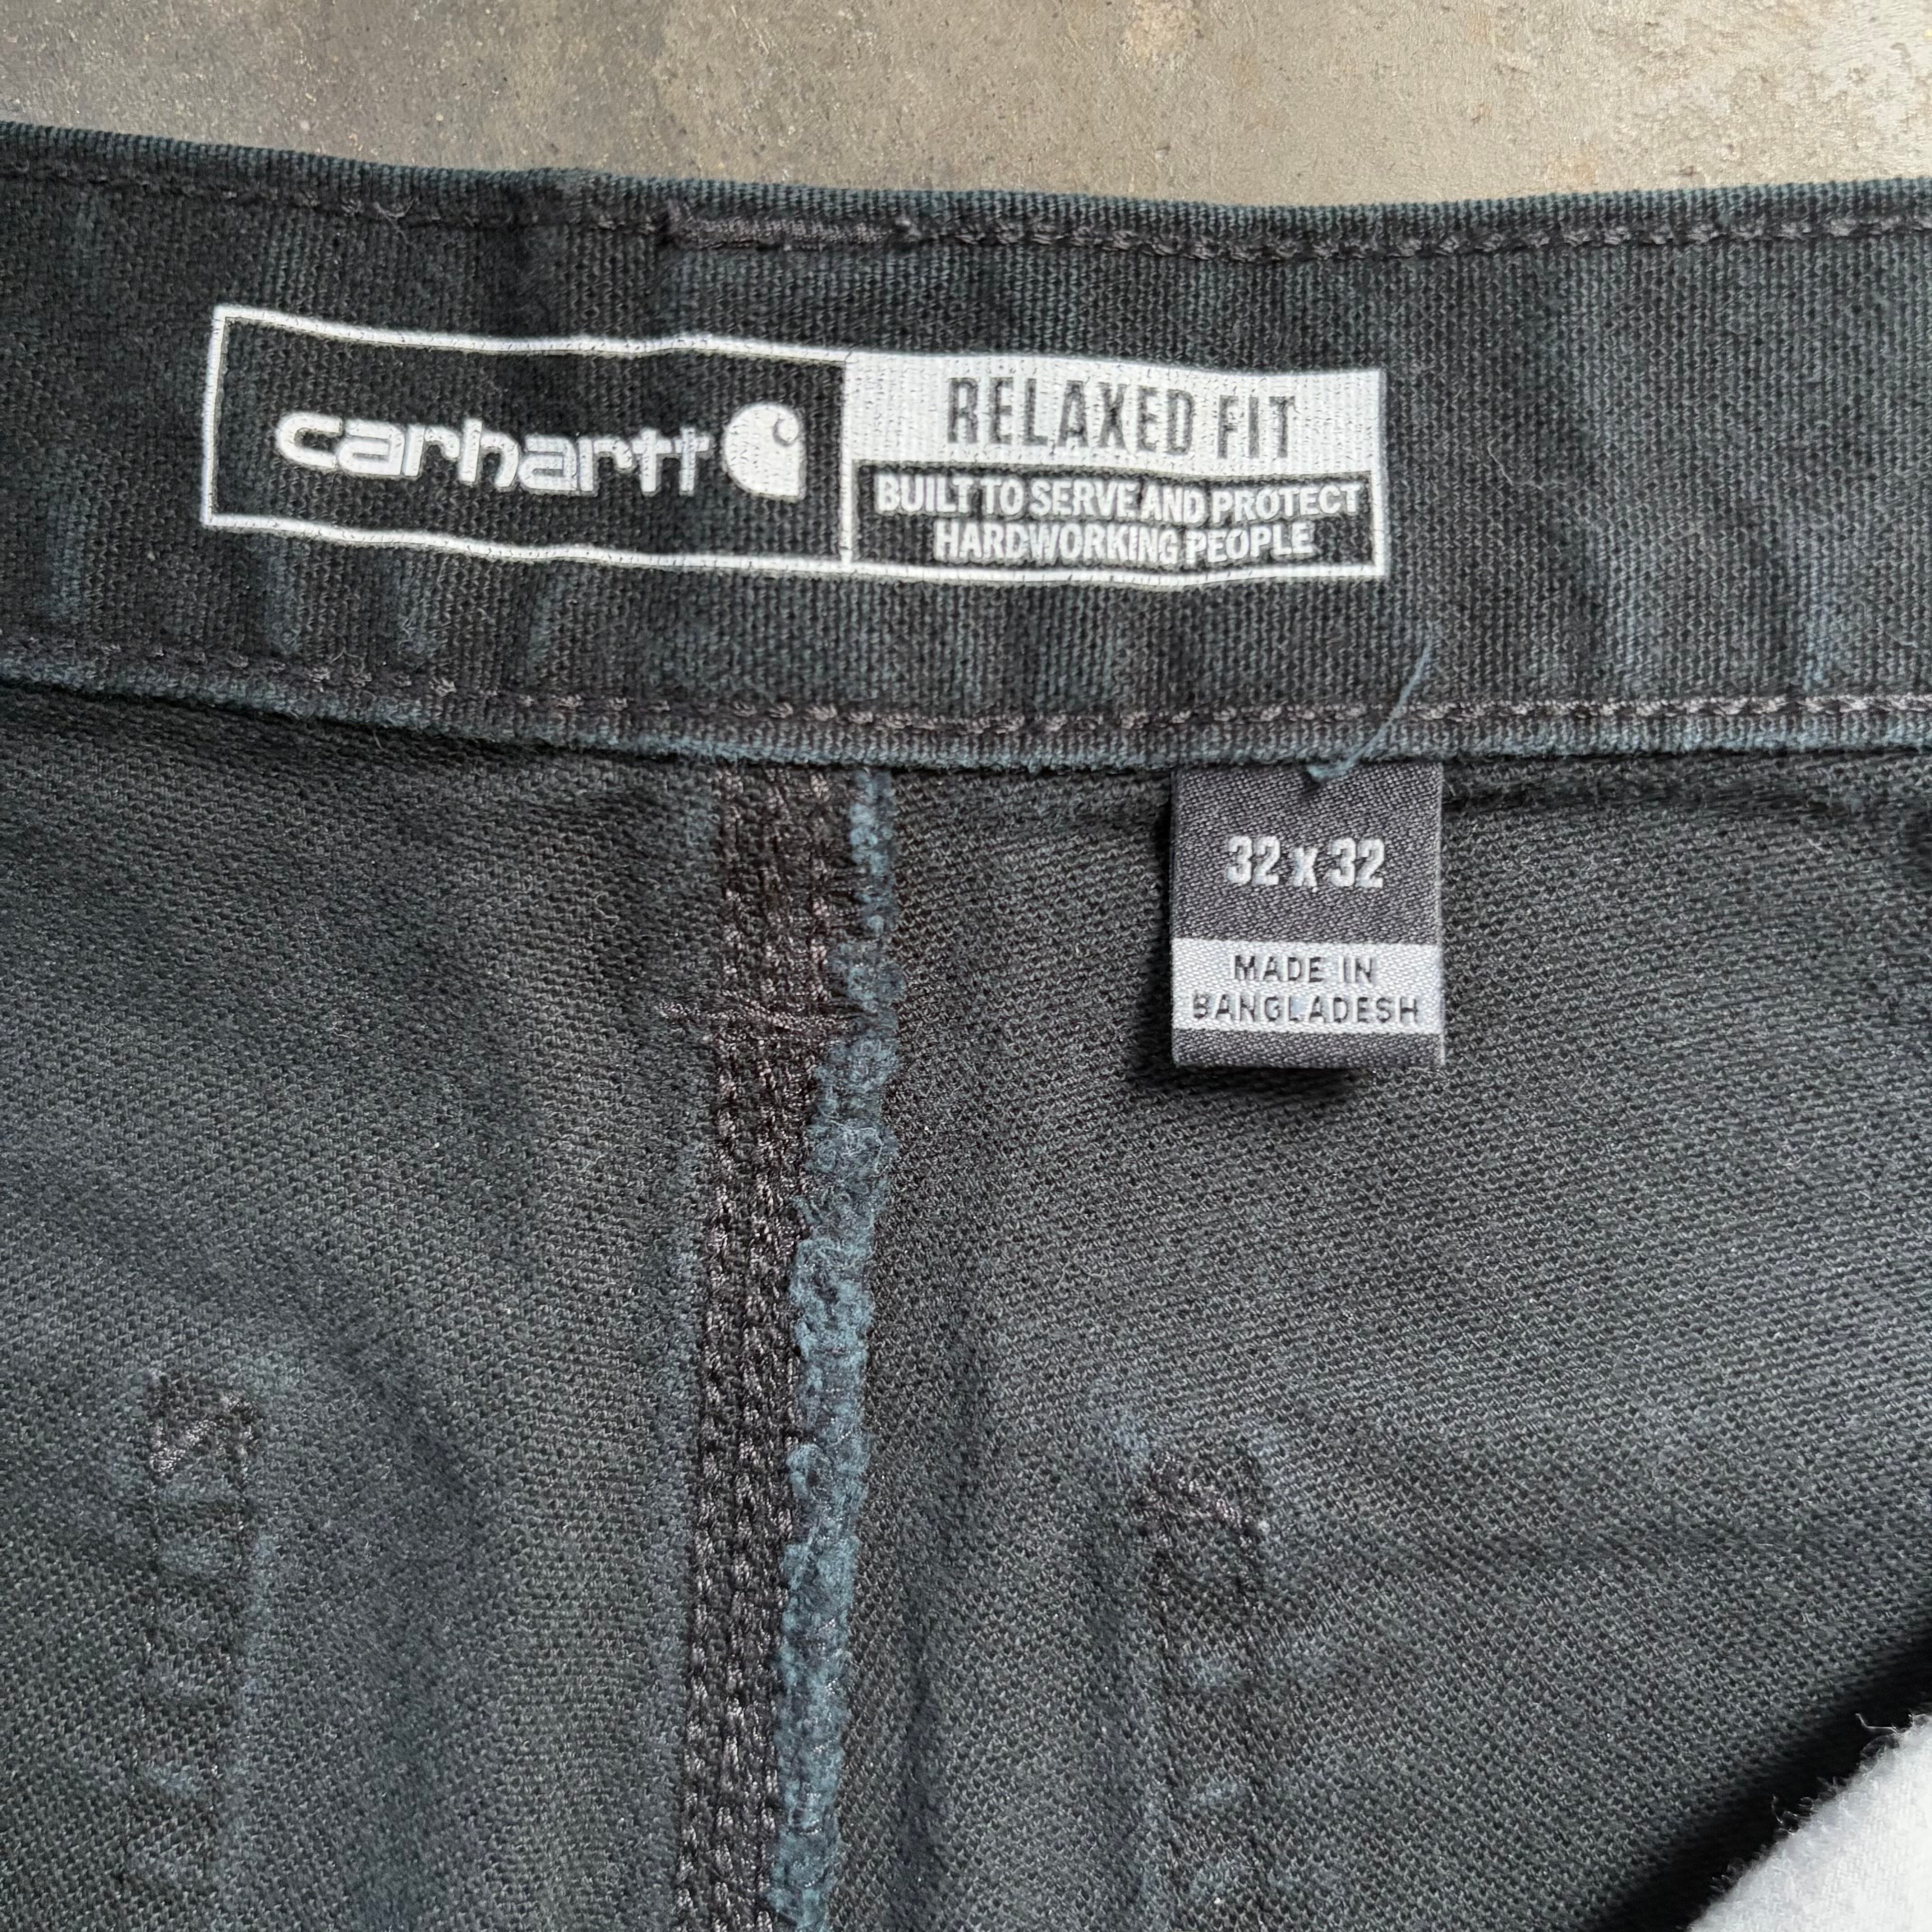 carhartt
RELAXED FIT
BUILT TO SERVE AND PROTECT
HARDWORKING PEOPLE
32 x 32
MADE IN
BANGLADESH